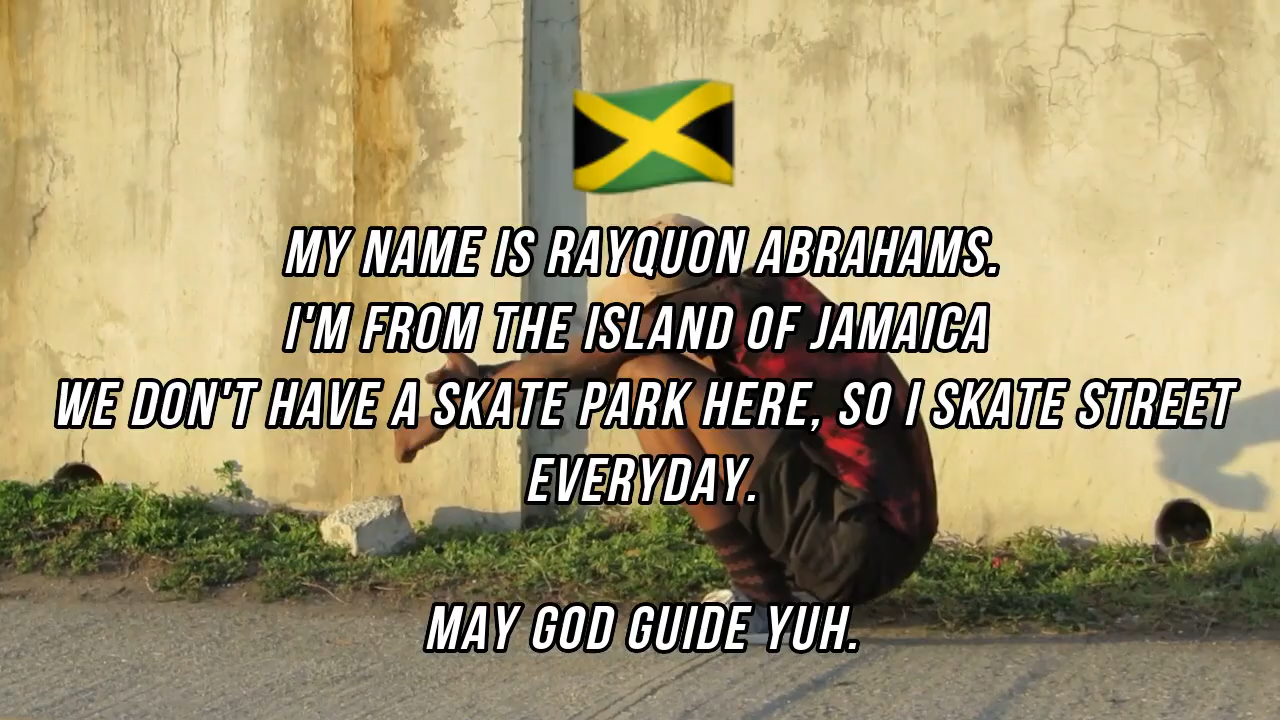 MY NAME IS RAYQUON ABRAHAMS.
I'M FROM THE ISLAND OF JAMAICA
WE DON'T HAVE A SKATE PARK HERE, SO I SKATE STREET
EVERYDAY.
MAY GOD GUIDE YUH.